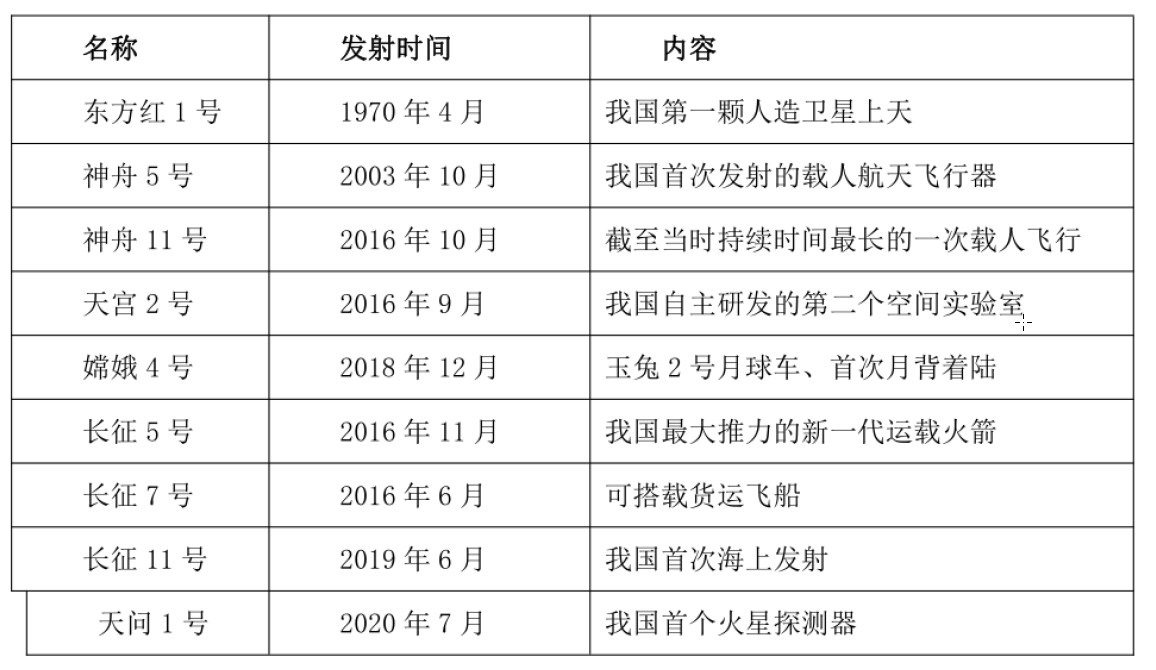 名称 发射时间 内容
东方红 1 号 1970 年 4 月 我国第一颗人造卫星上天
神舟 5 号 2003 年 10 月 我国首次发射的载人航天飞行器
神舟 11 号 2016 年 10 月 截至当时持续时间最长的一次载人飞行
天宫 2 号 2016 年 9 月 我国自主研发的第二个空间实验室
嫦娥 4 号 2018 年 12 月 玉兔 2 号月球车、首次月背着陆
长征 5 号 2016 年 11 月 我国最大推力的新一代运载火箭
长征 7 号 2016 年 6 月 可搭载货运飞船
长征 11 号 2019 年 6 月 我国首次海上发射
天问 1 号 2020 年 7 月 我国首个火星探测器